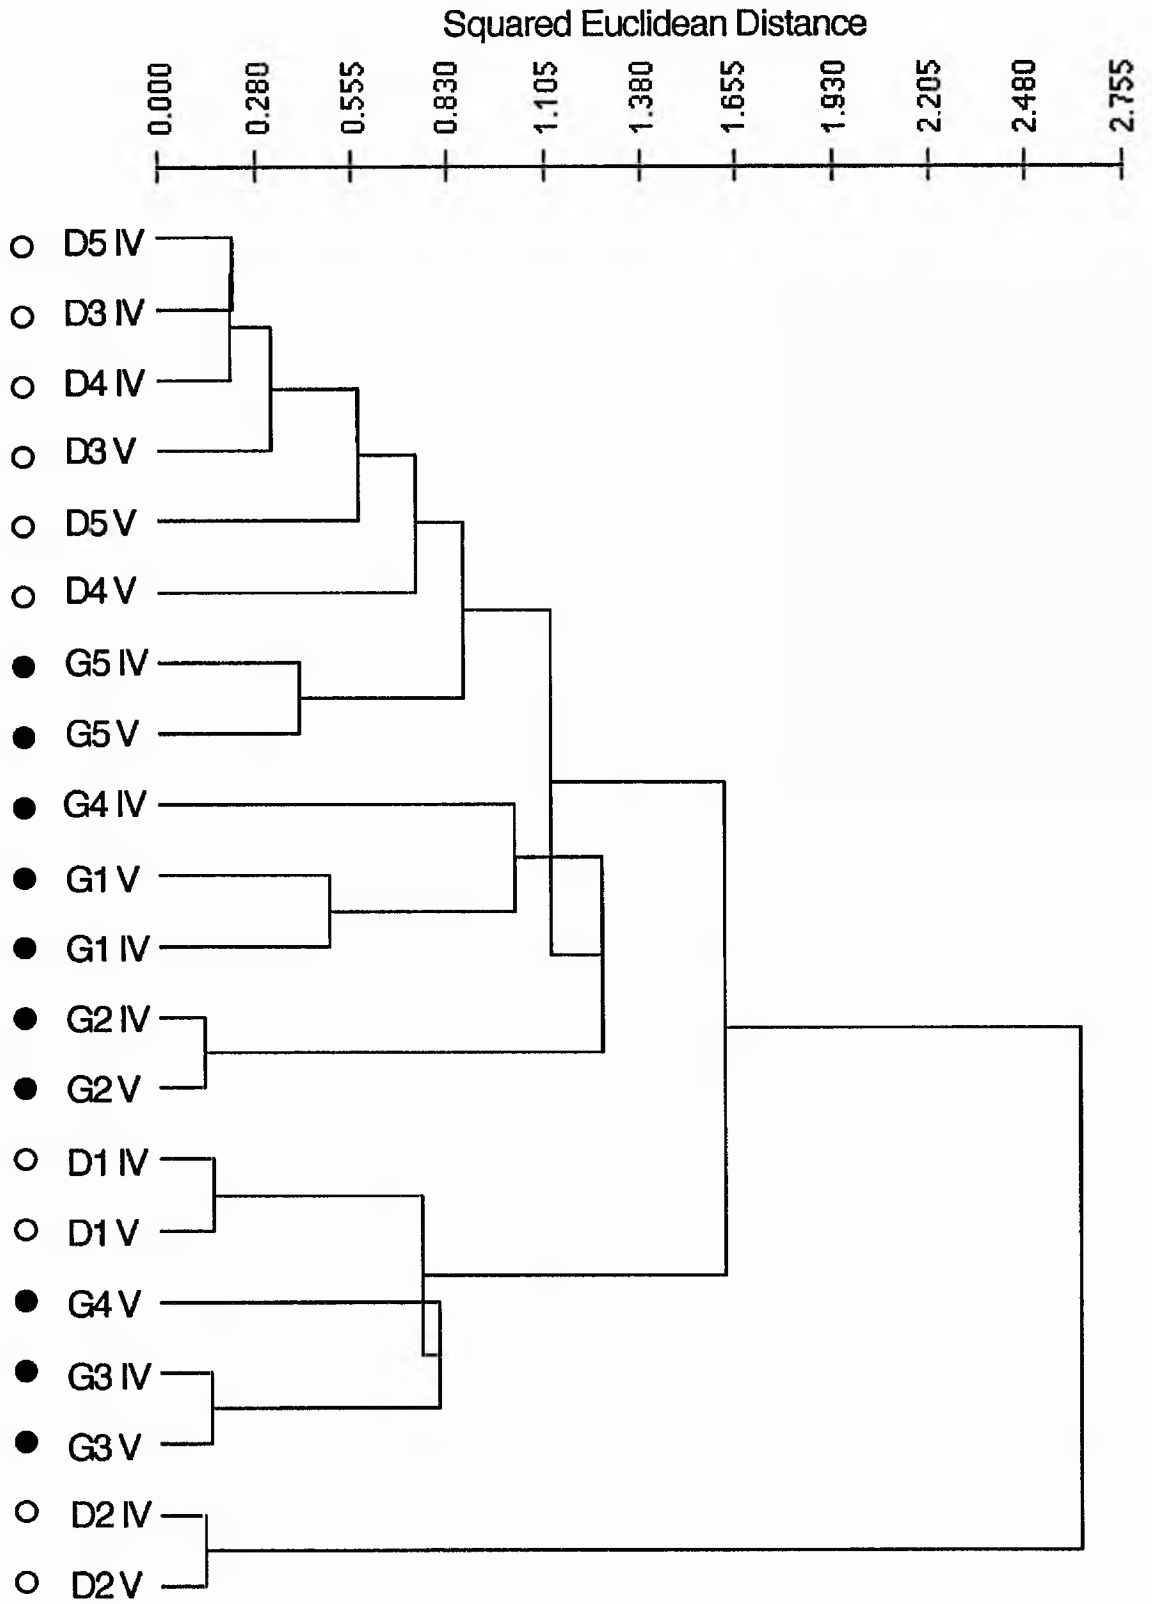 Squared Euclidean Distance
0.000 0.280 0.555 0.830 1.105 1.380 1.655 1.930 2.205 2.480 2.755
D5 IV
D3 IV
D4 IV
D3 V
D5 V
D4 V
G5 IV
G5 V
G4 IV
G1 V
G1 IV
G2 IV
G2 V
D1 IV
D1 V
G4 V
G3 IV
G3 V
D2 IV
D2 V